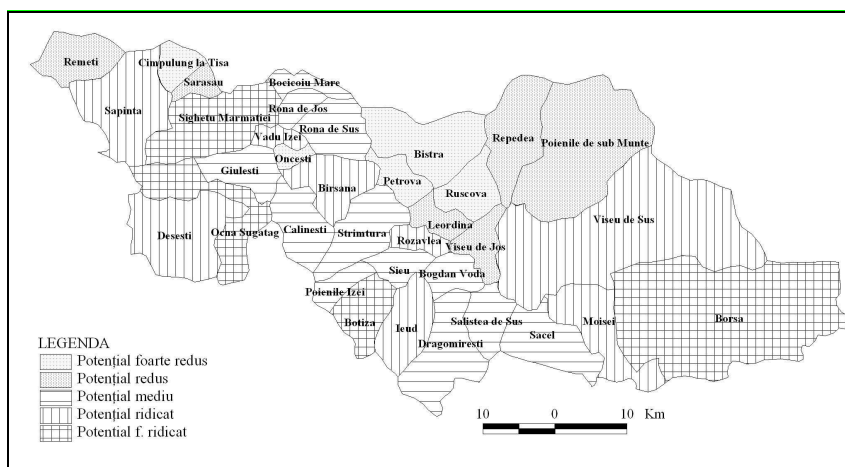 Remeti
Cimpulung la Tisa
Sarasau
Sapinta
Bocicoiu Mare
Rona de Jos
Sighetu Marmatiei
Rona de Sus
Vadu Izei
Oncesti
Giulesti
Birsana
Bistra
Repedea
Poienile de sub Munte
Petrova
Ruscova
Viseu de Sus
Desesti
Ocna Sugatag
Calinesti
Strimtura
Leordina
Rozavlea
Viseu de Jos
Sieu
Bogdan Voda
Poienile Izei
Botiza
Ieud
Salistea de Sus
Dragomiresti
Sacel
Moisei
Borsa
LEGENDA
Potențial foarte redus
Potențial redus
Potențial mediu
Potențial ridicat
Potential f. ridicat
10 0 10 Km